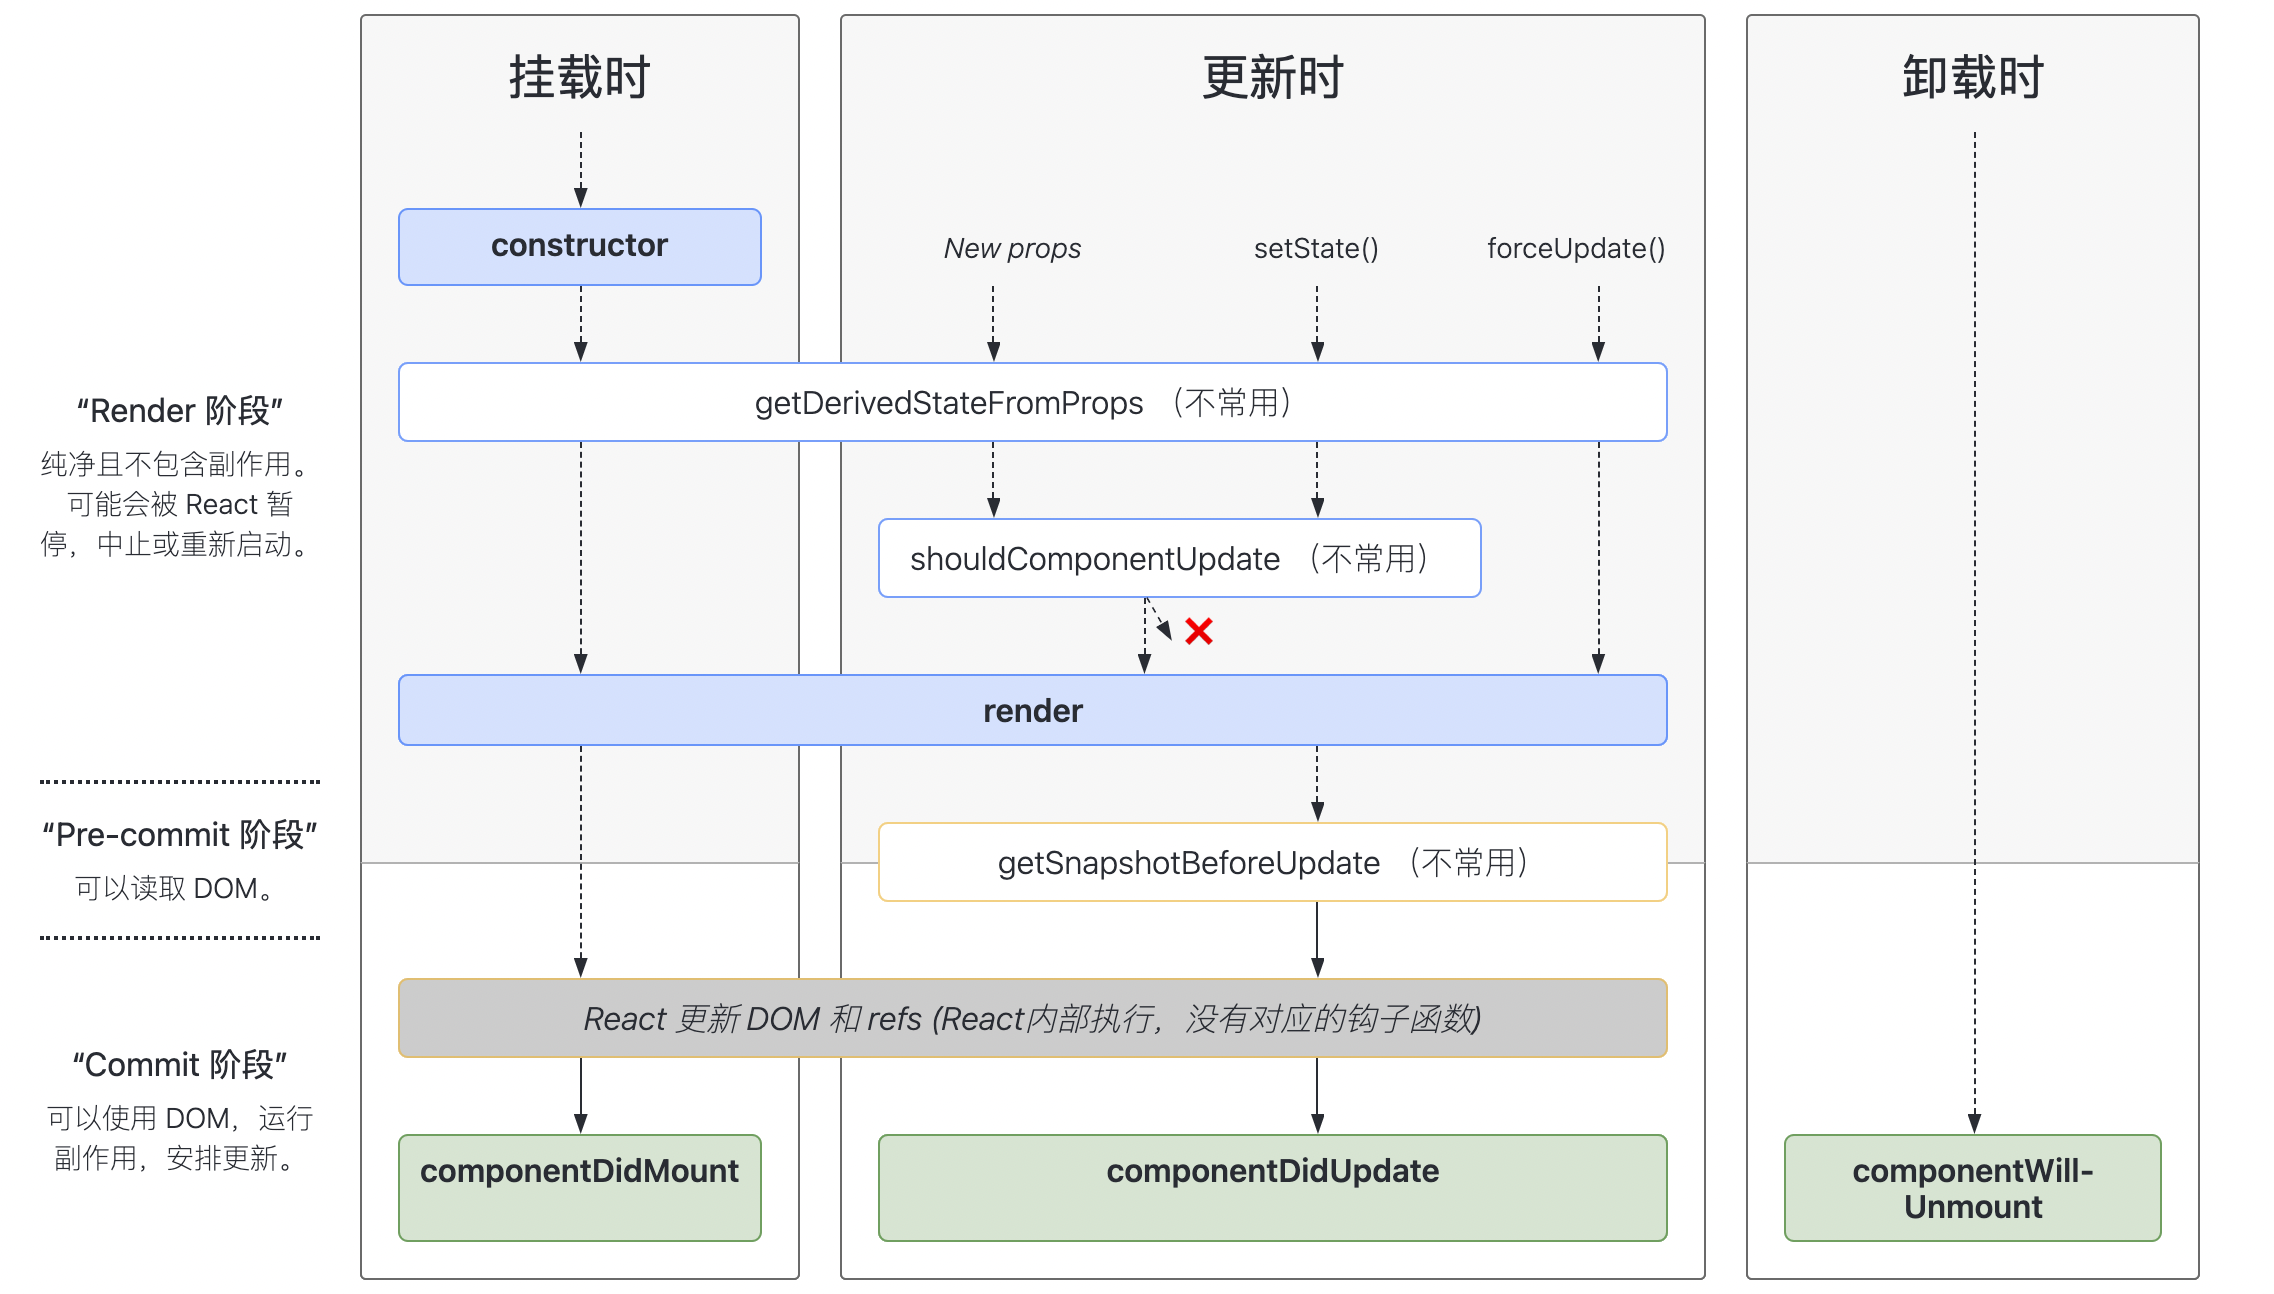 挂载时
更新时
卸载时
constructor
New props
setState()
forceUpdate()
getDerivedStateFromProps （不常用）
“Render 阶段”
纯净且不包含副作用。
可能会被 React 暂
停，中止或重新启动。
shouldComponentUpdate （不常用）
render
“Pre-commit 阶段”
可以读取 DOM。
getSnapshotBeforeUpdate （不常用）
React 更新 DOM 和 refs (React内部执行，没有对应的钩子函数)
“Commit 阶段”
可以使用 DOM，运行
副作用，安排更新。
componentDidMount
componentDidUpdate
componentWill-
Unmount